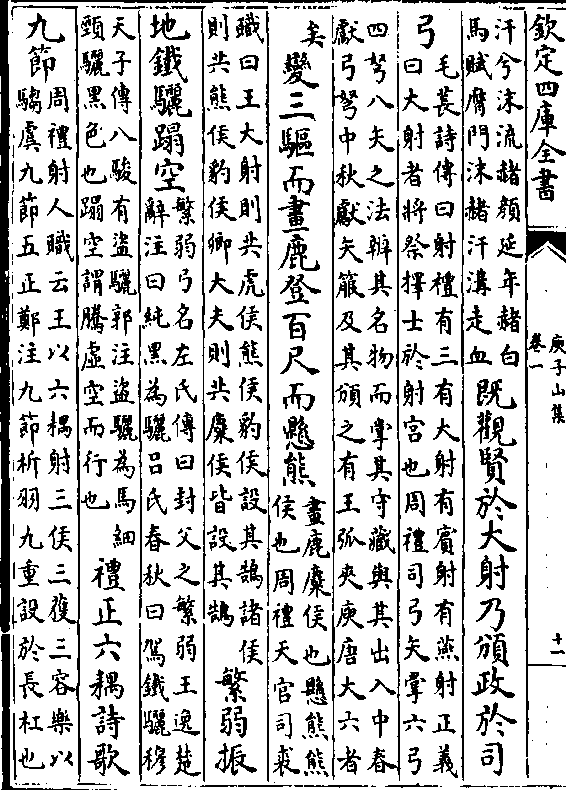 欽定四庫全書
庚子山集
卷一
十一
汗兮沫流赭顔延年赭白
馬賦膺門沫赭汗溝走血
既觀賢於大射乃頒政於司
弓
毛萇詩傳曰射禮有三有大射有賓射有燕射正義
曰大射者將祭擇士於射宮也周禮司弓矢掌六弓
四弩八矢之法辨其名物而掌其守藏與其出入中春
獻弓弩中秋獻矢箙及其頒之有王弧夾庾唐大六者
矣
變三驅而畫鹿登百尺而懸熊
畫鹿麋侯也懸熊熊
侯也周禮天官司裘
職曰王大射則共虎侯熊侯豹侯設其鵠諸侯
則共熊侯豹侯卿大夫則共麋侯皆設其鵠
繁弱振
地鐵驪蹋空
繁弱弓名左氏傳曰封父之繁弱王逸楚
辭注曰純黑為驪呂氏春秋曰駕鐵驪穆
天子傳八駿有盜驪郭注盜驪為馬細
頸驪黑色也蹋空謂騰虛空而行也
禮正六耦詩歌
九節
周禮射人職云王以六耦射三侯三獲三容樂以
騶虞九節五正鄭注九節析羽九重設於長杠也